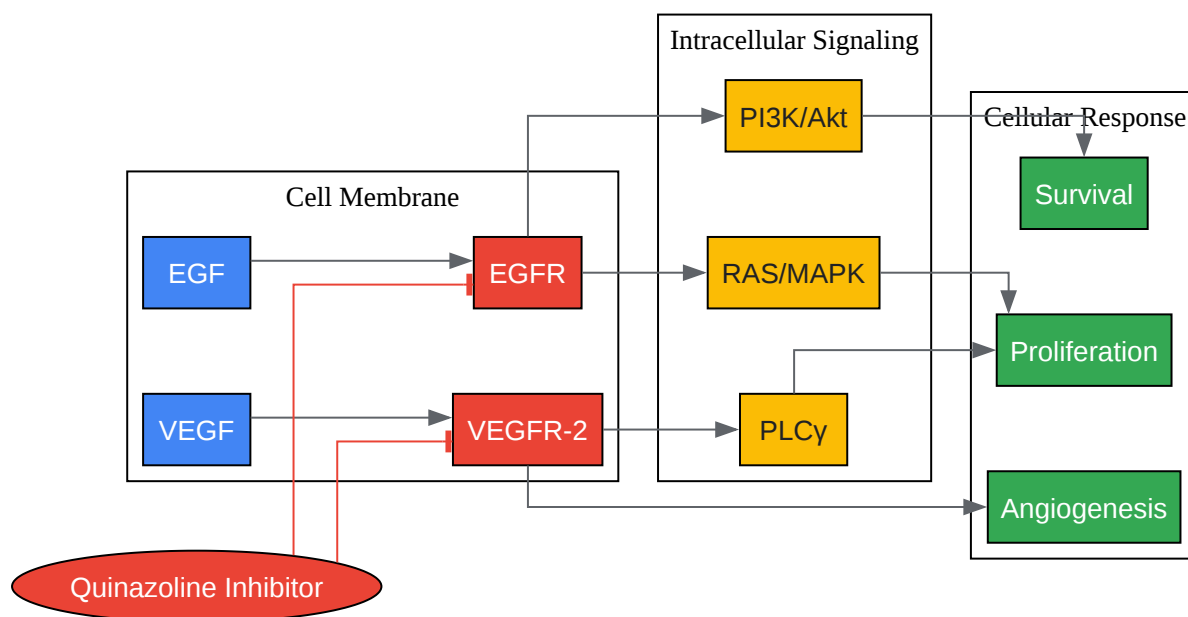 Intracellular Signaling
PI3K/Akt
Cellular Response
Survival
Cell Membrane
EGF
EGFR
RAS/MAPK
Proliferation
VEGF
VEGFR-2
PLCγ
Angiogenesis
Quinazoline Inhibitor